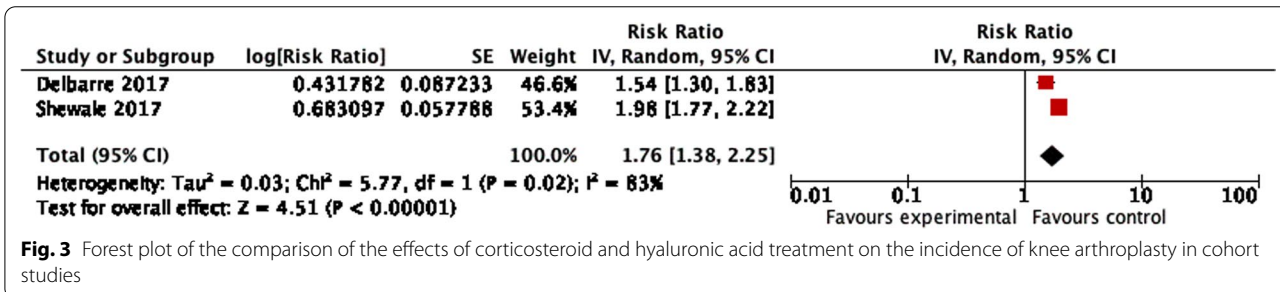 Risk Ratio Risk Ratio
Study or Subgroup log[Risk Ratio] SE Weight IV, Random, 95% CI IV, Random, 95% CI
Delbarre 2017 0.431782 0.087233 46.6% 1.54 [1.30, 1.83]
Shewale 2017 0.683097 0.057788 53.4% 1.98 [1.77, 2.22]
Total (95% CI) 100.0% 1.76 [1.38, 2.25]
Heterogeneity: Tau² = 0.03; Chi² = 5.77, df = 1 (P = 0.02); I² = 83%
Test for overall effect: Z = 4.51 (P < 0.00001)
0.01 0.1 1 10 100
Favours experimental Favours control
Fig. 3 Forest plot of the comparison of the effects of corticosteroid and hyaluronic acid treatment on the incidence of knee arthroplasty in cohort
studies